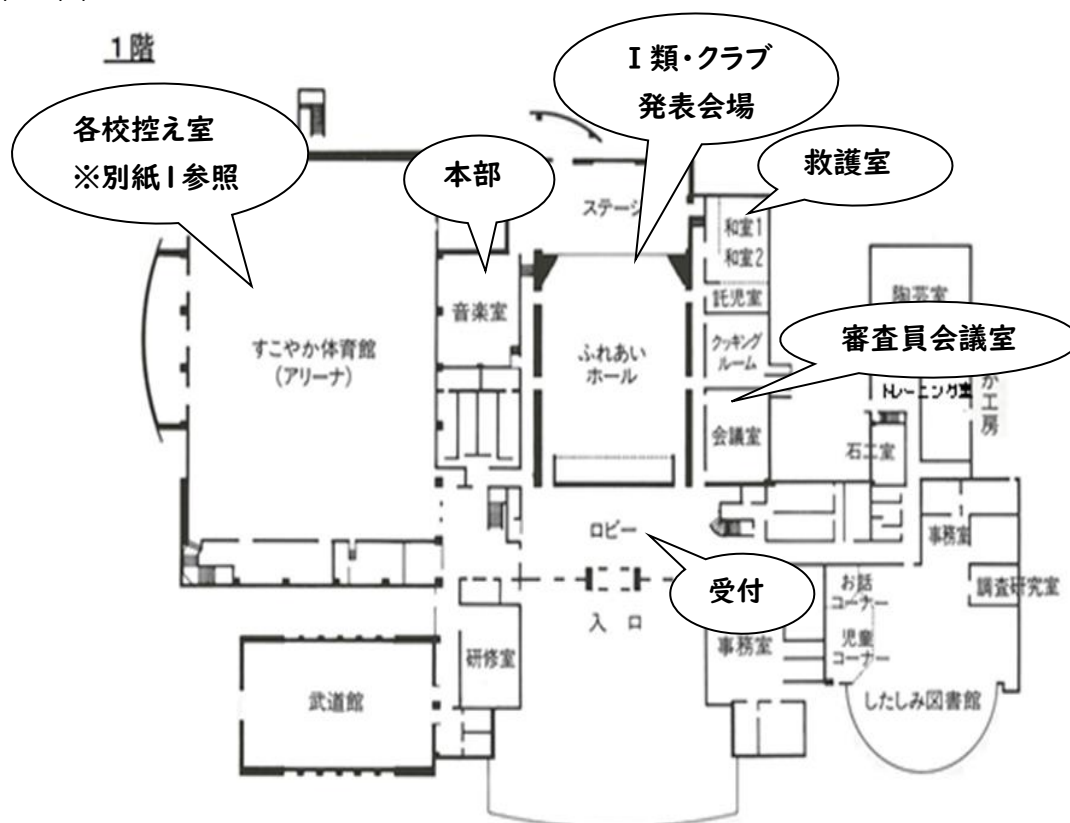 1階
Ⅰ類・クラブ
発表会場
各校控え室
※別紙1参照
本部
救護室
ステージ
和室1
和室2
託児室
音楽室
陶芸室
すこやか体育館
(アリーナ)
ふれあい
ホール
クッキング
ルーム
審査員会議室
トレーニング室
会議室
ロビー
事務室
受付
お話
コーナー
調査研究室
入口
児童
コーナー
研修室
事務室
武道館
したしみ図書館